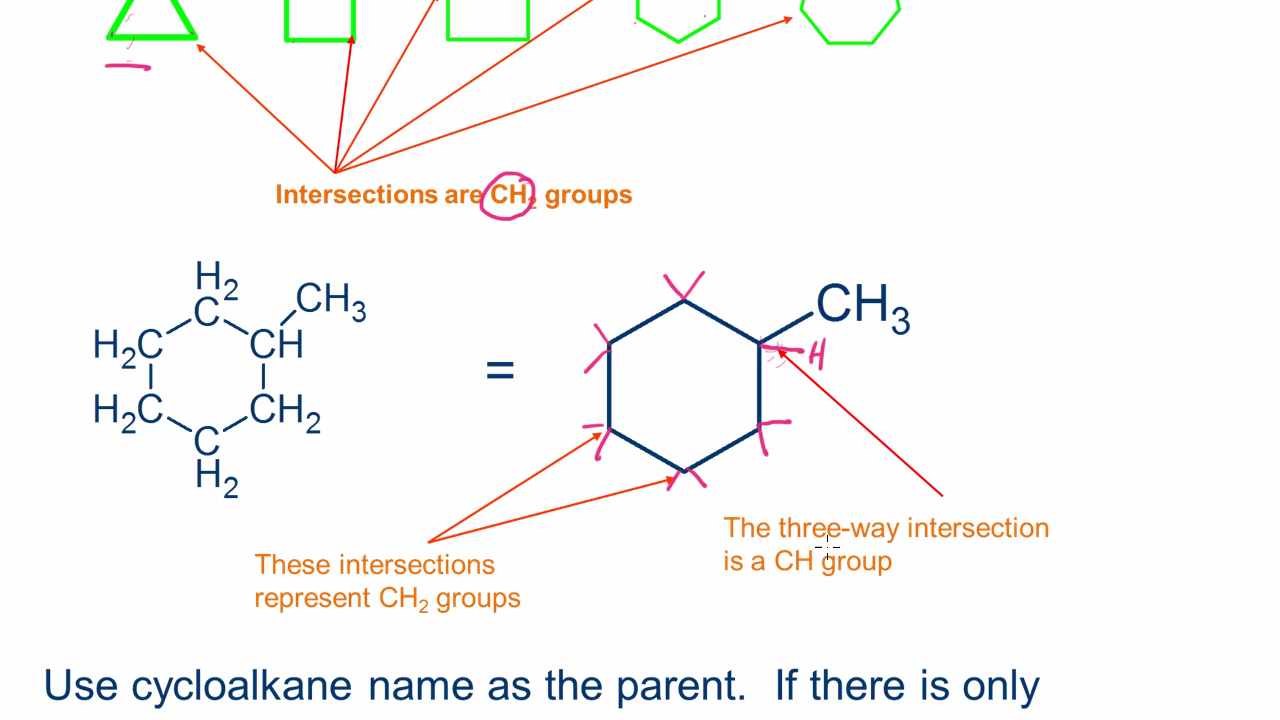 Intersections are CH₂ groups
H₂
C
CH₃
H₂C
CH
H₂C
CH₂
C
H₂
=
CH₃
H
The three-way intersection
is a CH group
These intersections
represent CH₂ groups
Use cycloalkane name as the parent. If there is only